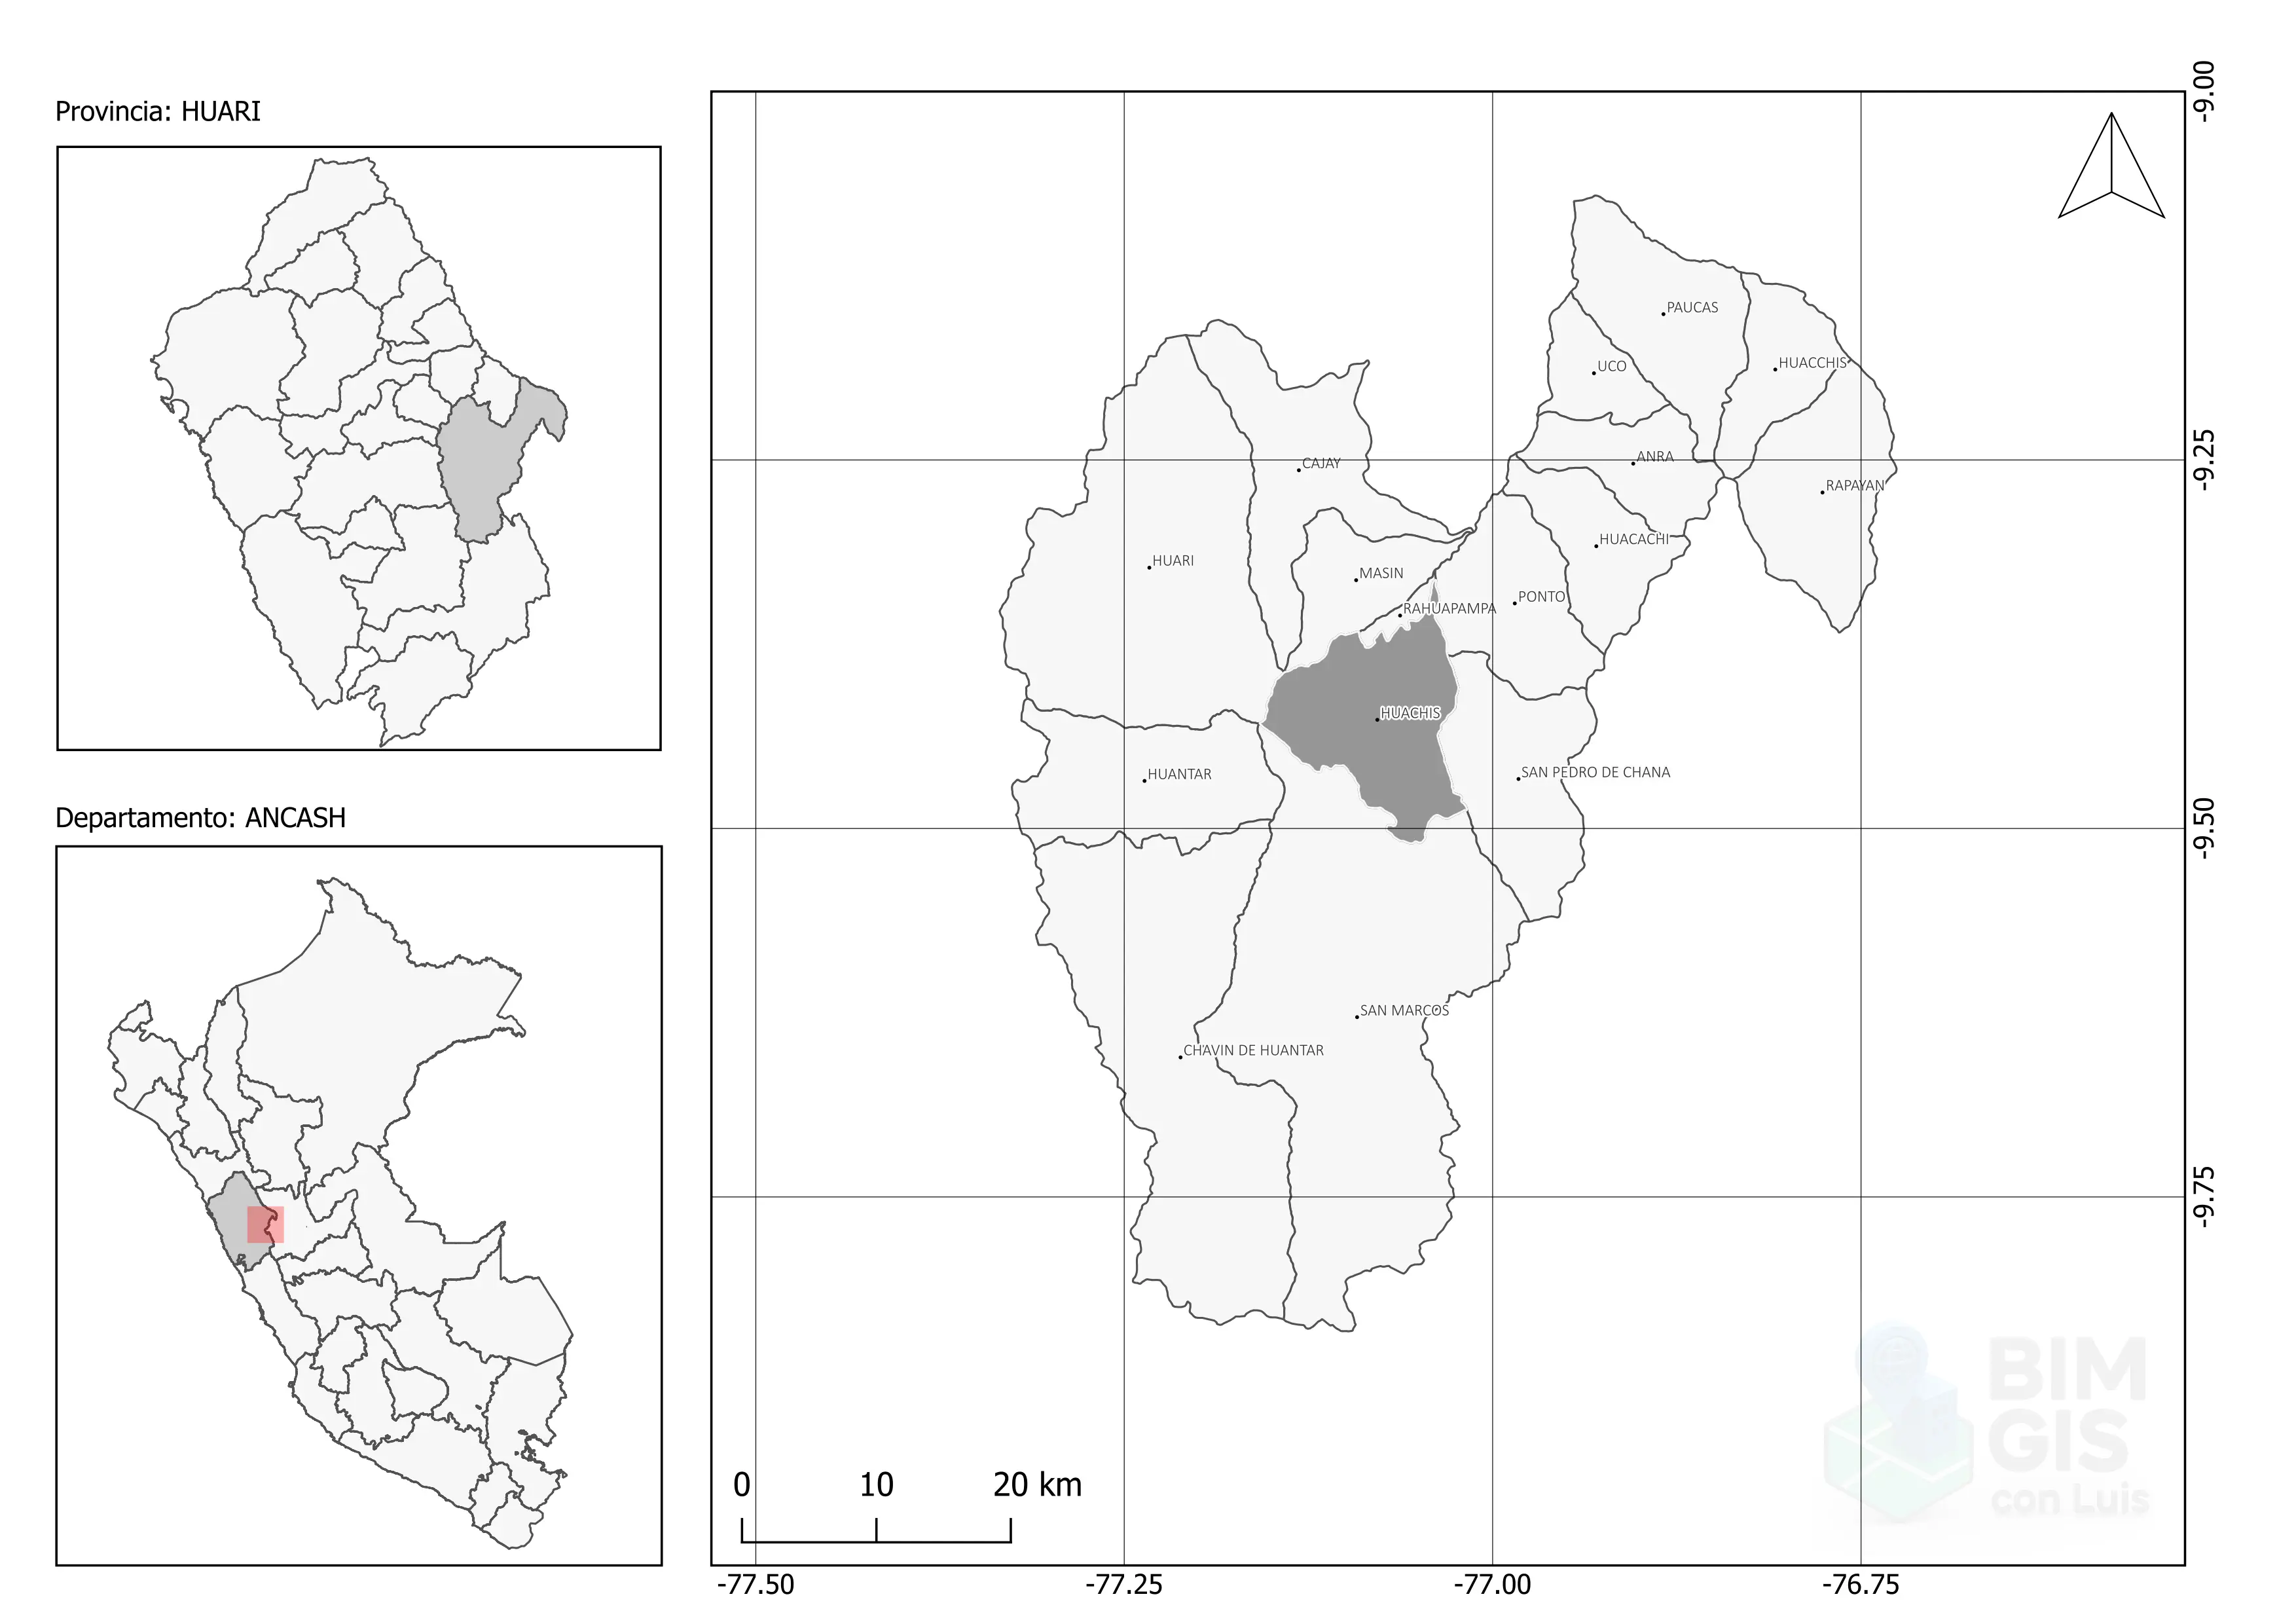 Provincia: HUARI
Departamento: ANCASH
-9.00
-9.25
-9.50
-9.75
PAUCAS
HUACCHIS
UCO
ANRA
CAJAY
RAPAYAN
HUACACHI
HUARI
MASIN
PONTO
RAHUAPAMPA
HUACHIS
HUANTAR
SAN PEDRO DE CHANA
SAN MARCOS
CHAVIN DE HUANTAR
0 10 20 km
BIM
GIS
con Luis
-77.50 -77.25 -77.00 -76.75